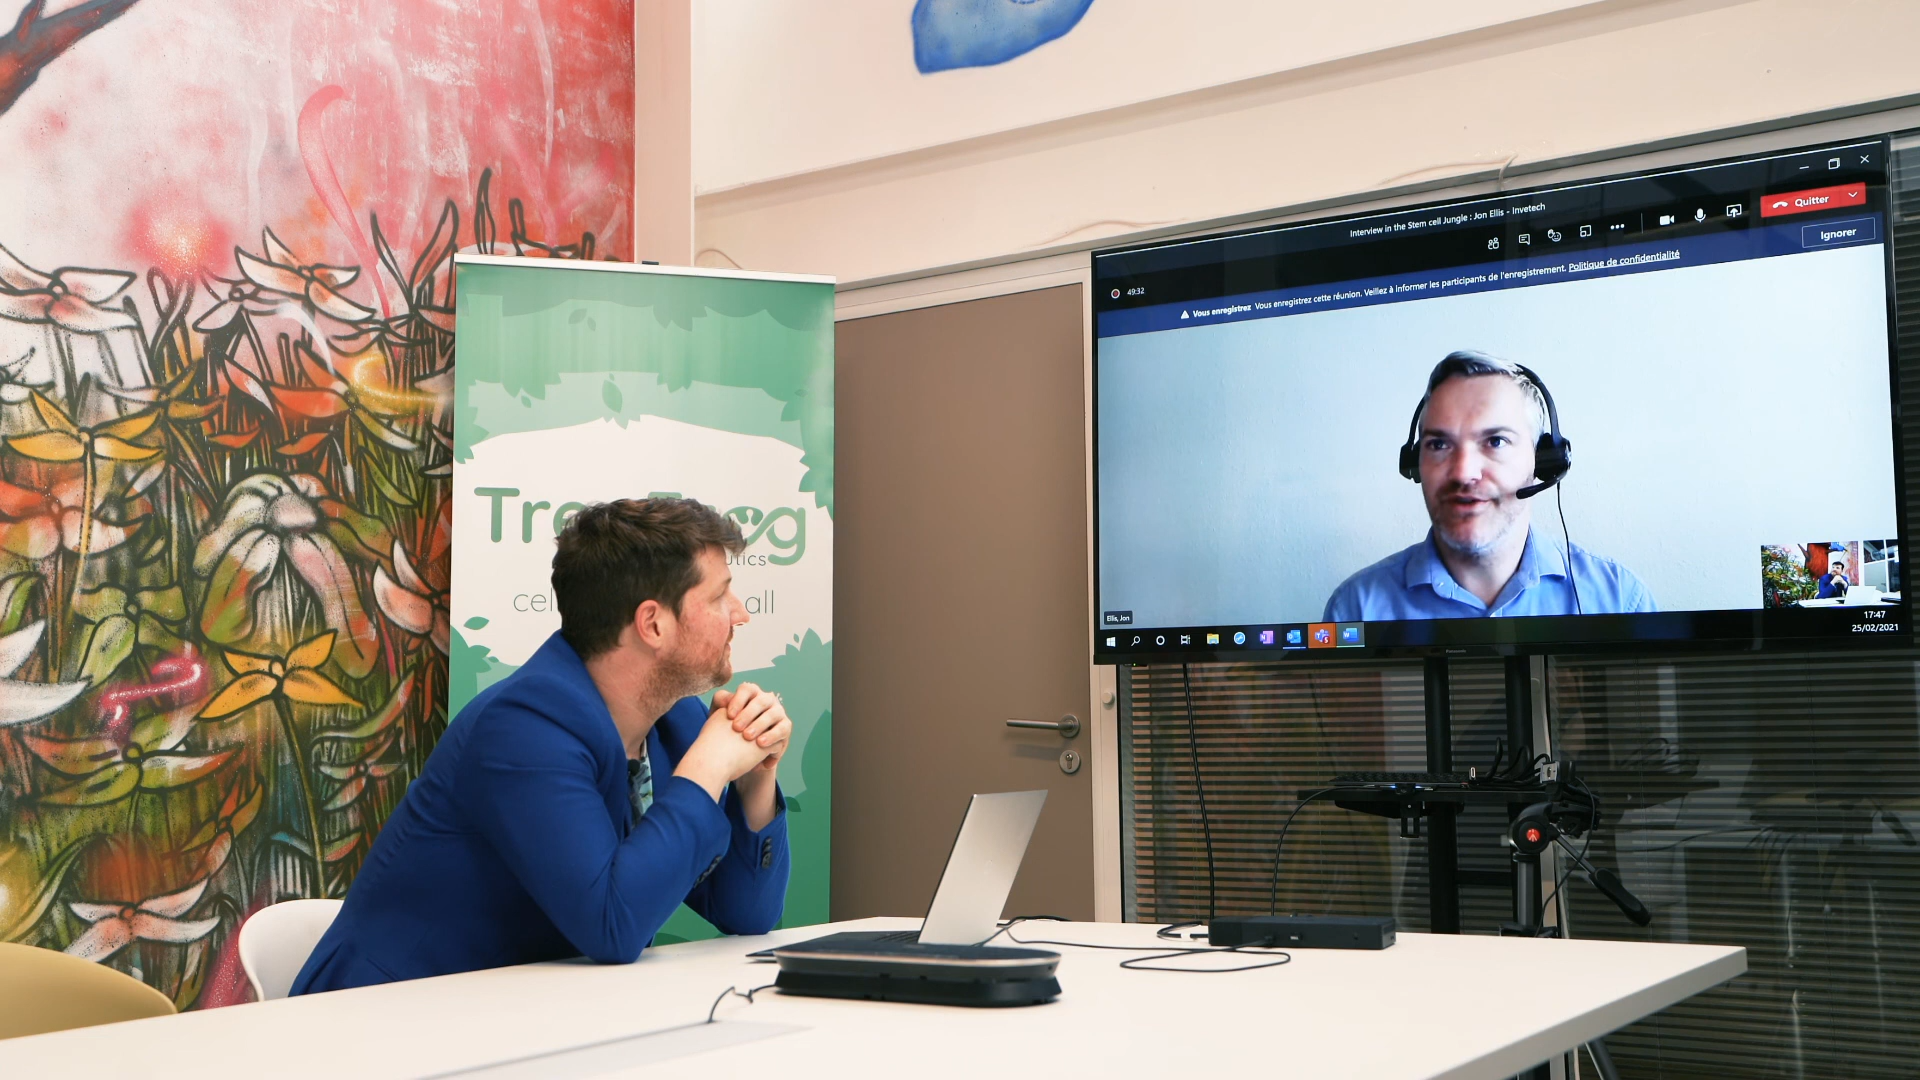 Tre F g
utics
cel all
Interview in the Stem cell Jungle : Jon Ellis - Invetech
Quitter
Ignorer
49:32
Vous enregistrez Vous enregistrez cette réunion. Veillez à informer les participants de l'enregistrement. Politique de confidentialité
Ellis, Jon
17:47
25/02/2021
Panasonic